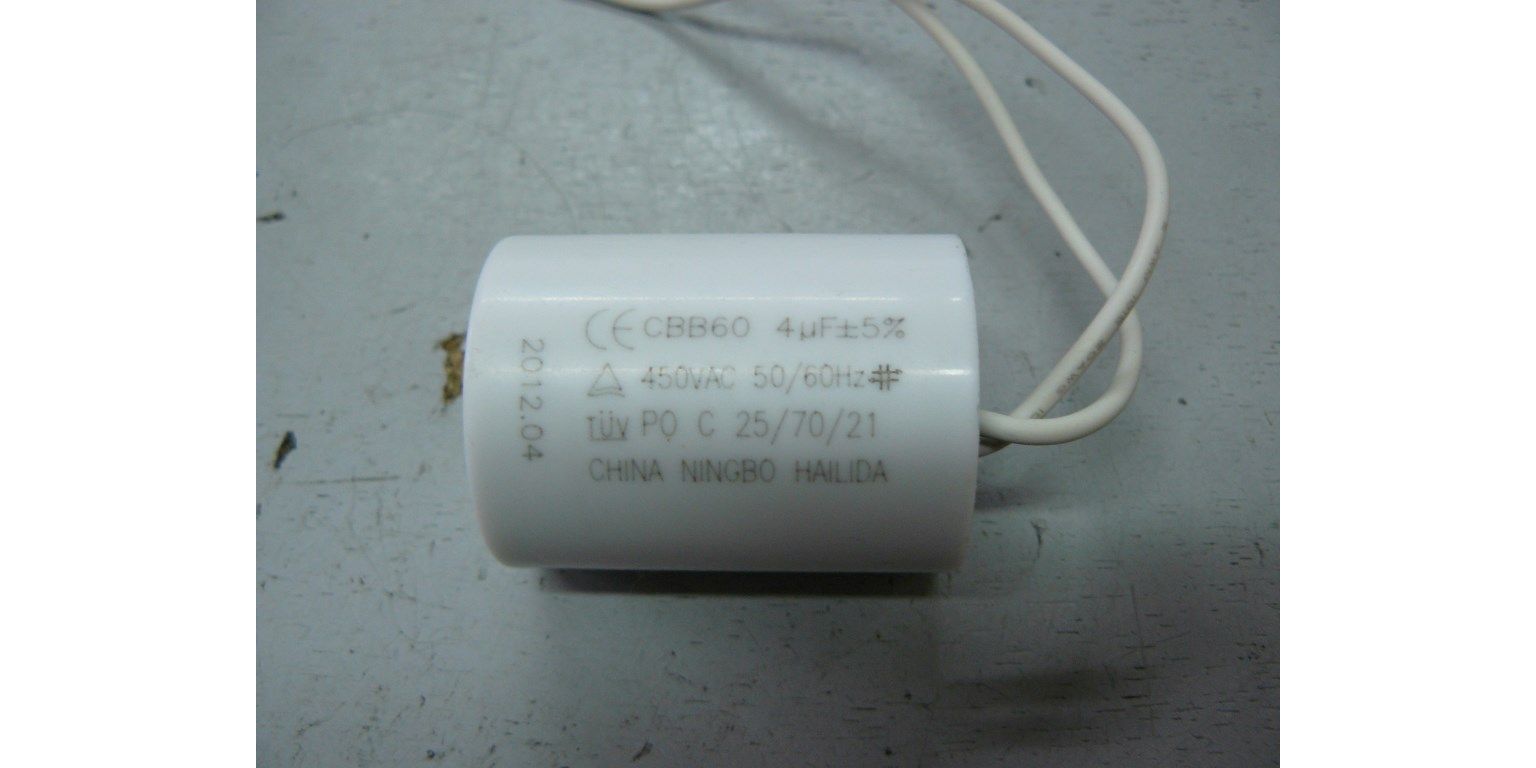 CE CBB60 4µF±5%
450VAC 50/60Hz
TÜV PO C 25/70/21
CHINA NINGBO HAILIDA
2012.04